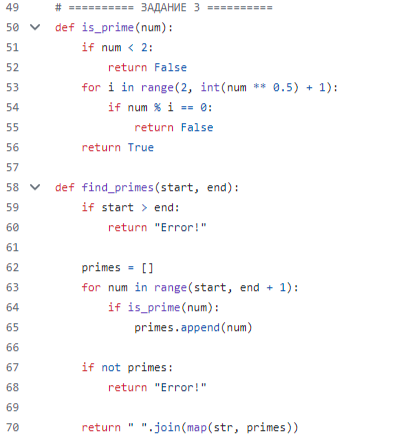 49 # ========== ЗАДАНИЕ 3 ==========
50 def is_prime(num):
51     if num < 2:
52         return False
53     for i in range(2, int(num ** 0.5) + 1):
54         if num % i == 0:
55             return False
56     return True
57
58 def find_primes(start, end):
59     if start > end:
60         return "Error!"
61
62     primes = []
63     for num in range(start, end + 1):
64         if is_prime(num):
65             primes.append(num)
66
67     if not primes:
68         return "Error!"
69
70     return " ".join(map(str, primes))